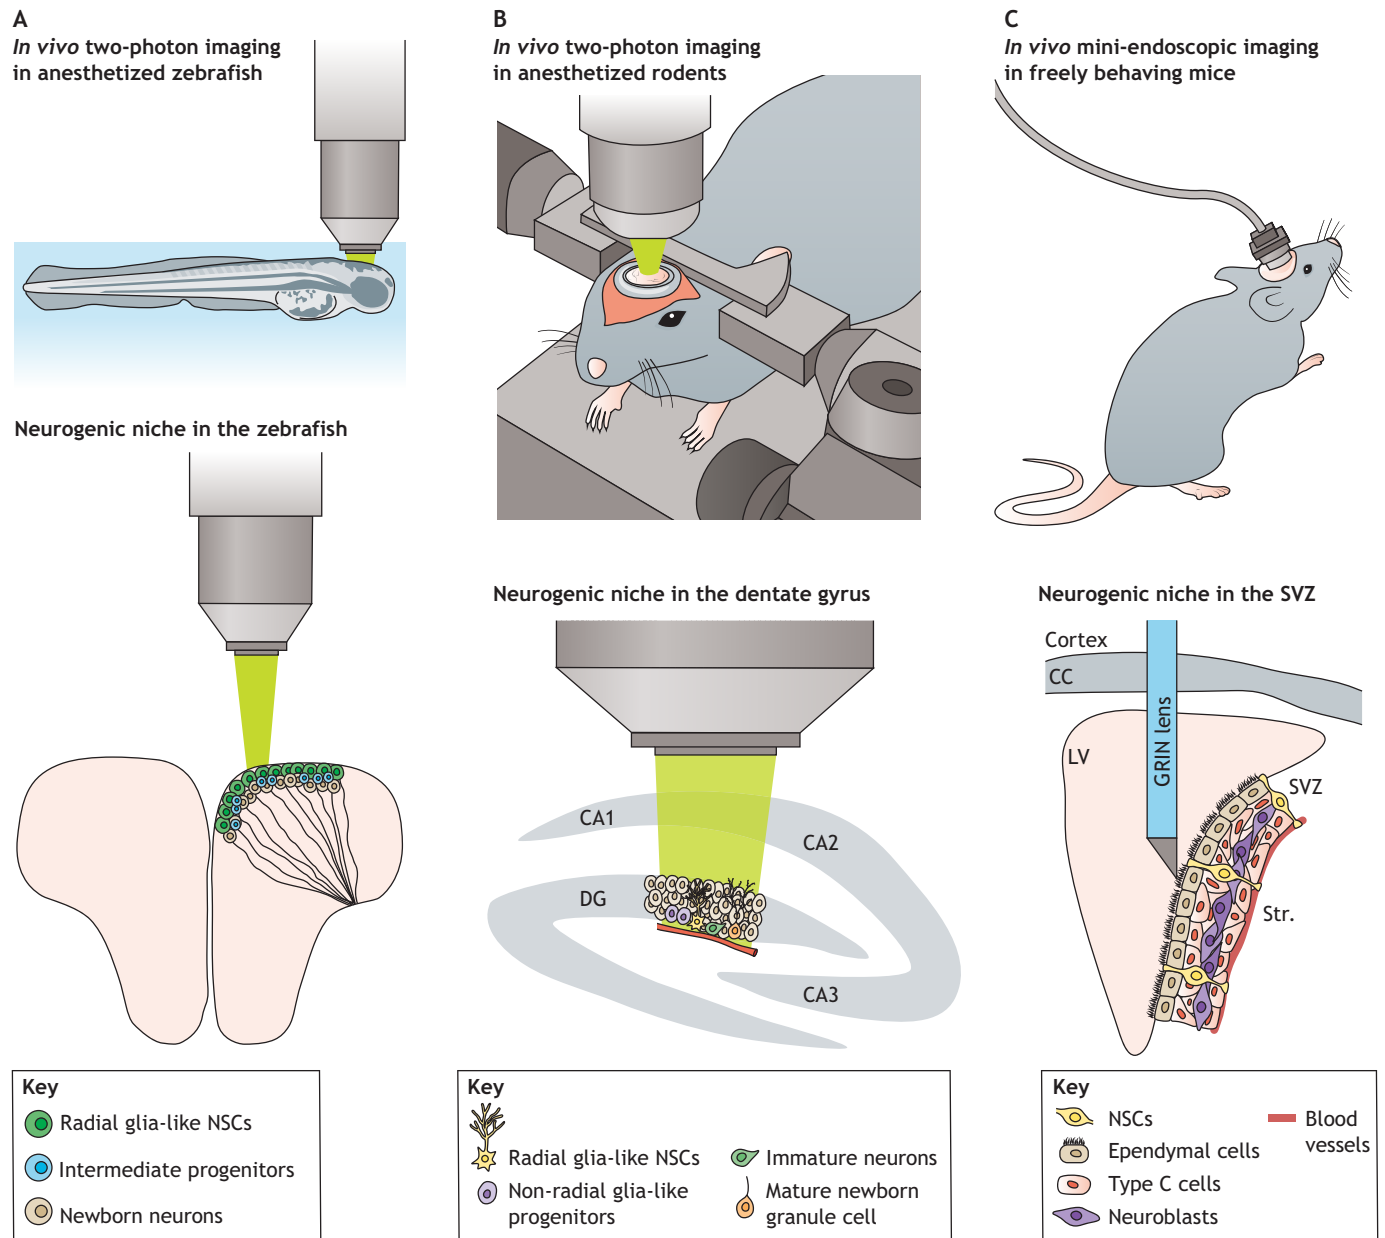 A
In vivo two-photon imaging
in anesthetized zebrafish
Neurogenic niche in the zebrafish
Key
Radial glia-like NSCs
Intermediate progenitors
Newborn neurons
B
In vivo two-photon imaging
in anesthetized rodents
Neurogenic niche in the dentate gyrus
CA1
CA2
DG
CA3
Key
Radial glia-like NSCs
Non-radial glia-like
progenitors
Immature neurons
Mature newborn
granule cell
C
In vivo mini-endoscopic imaging
in freely behaving mice
Neurogenic niche in the SVZ
Cortex
CC
GRIN lens
LV
SVZ
Str.
Key
NSCs
Ependymal cells
Type C cells
Neuroblasts
Blood
vessels